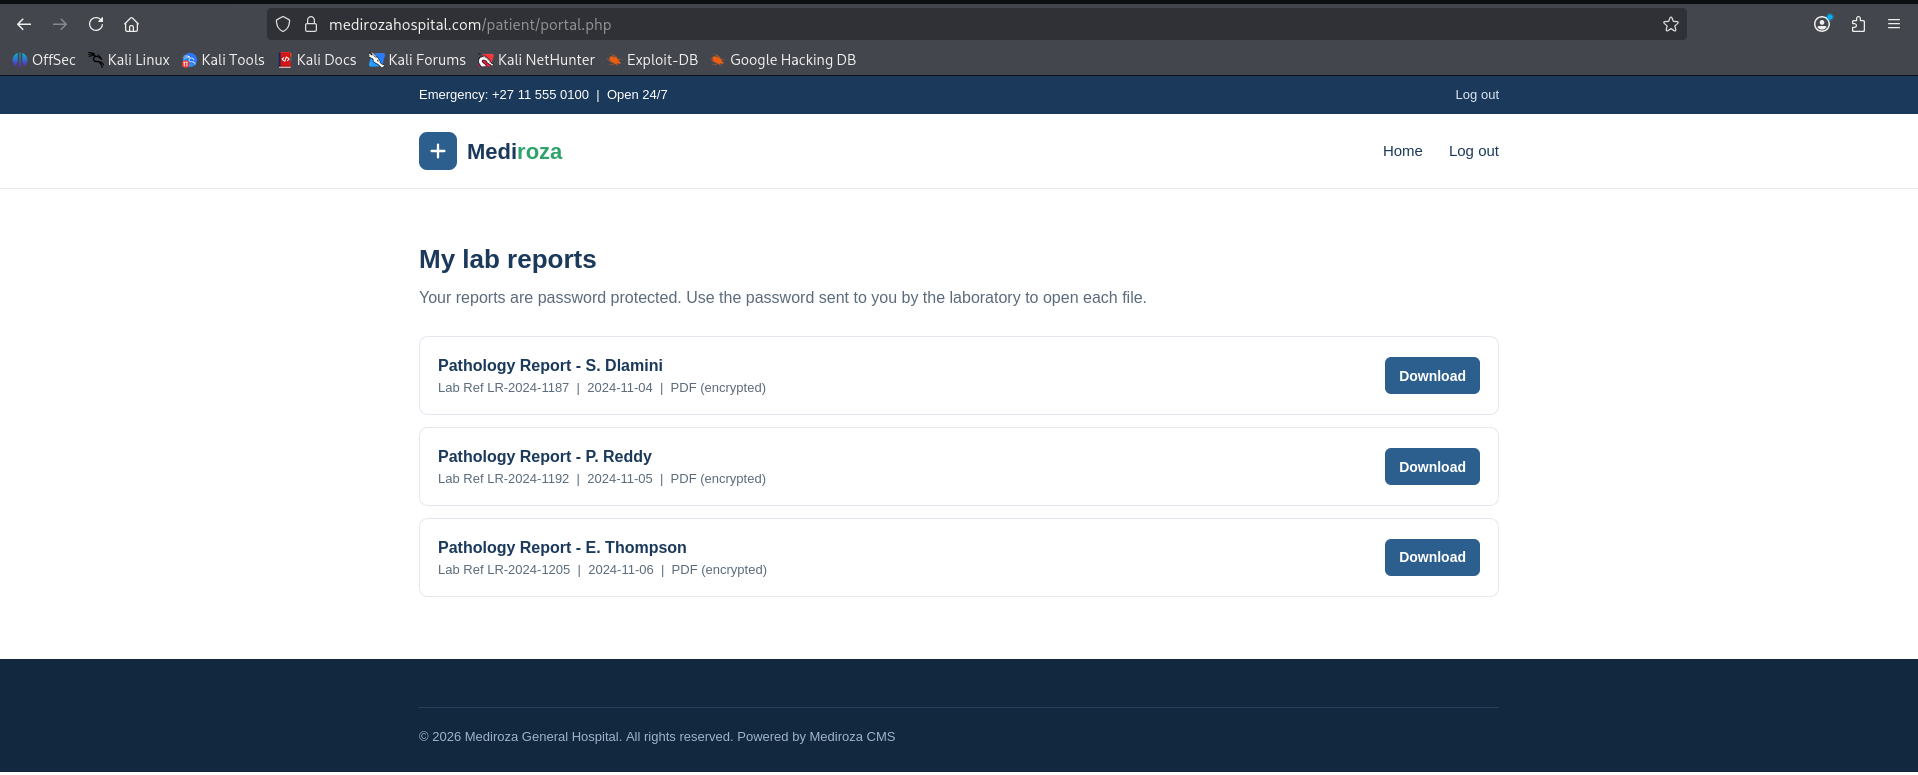 medirozahospital.com/patient/portal.php
OffSec Kali Linux Kali Tools Kali Docs Kali Forums Kali NetHunter Exploit-DB Google Hacking DB
Emergency: +27 11 555 0100 | Open 24/7 Log out
Mediroza Home Log out
My lab reports
Your reports are password protected. Use the password sent to you by the laboratory to open each file.
Pathology Report - S. Dlamini
Lab Ref LR-2024-1187 | 2024-11-04 | PDF (encrypted)
Download
Pathology Report - P. Reddy
Lab Ref LR-2024-1192 | 2024-11-05 | PDF (encrypted)
Download
Pathology Report - E. Thompson
Lab Ref LR-2024-1205 | 2024-11-06 | PDF (encrypted)
Download
© 2026 Mediroza General Hospital. All rights reserved. Powered by Mediroza CMS